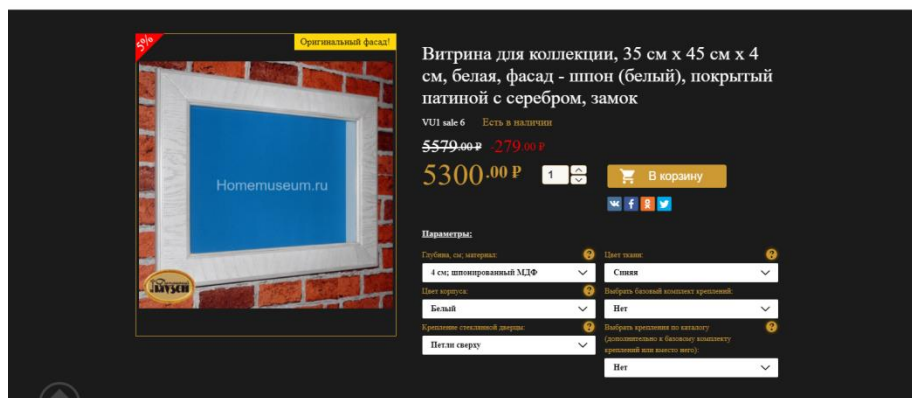 5%
Оригинальный фасад!
Homemuseum.ru
Витрина для коллекции, 35 см x 45 см x 4
см, белая, фасад - шпон (белый), покрытый
патиной с серебром, замок
VU1 sale 6 Есть в наличии
5579.00 ₽ -279.00 ₽
5300.00 ₽ 1 В корзину
Параметры:
Глубина, см; материал: ? Цвет ткани: ?
4 см; шпонированный МДФ Синяя
Цвет корпуса: ? Выбрать базовый комплект креплений: ?
Белый Нет
Крепление стеклянной дверцы: ? Выбрать крепления по каталогу ?
(дополнительно к базовому комплекту
креплений или вместо него):
Петли сверху
Нет